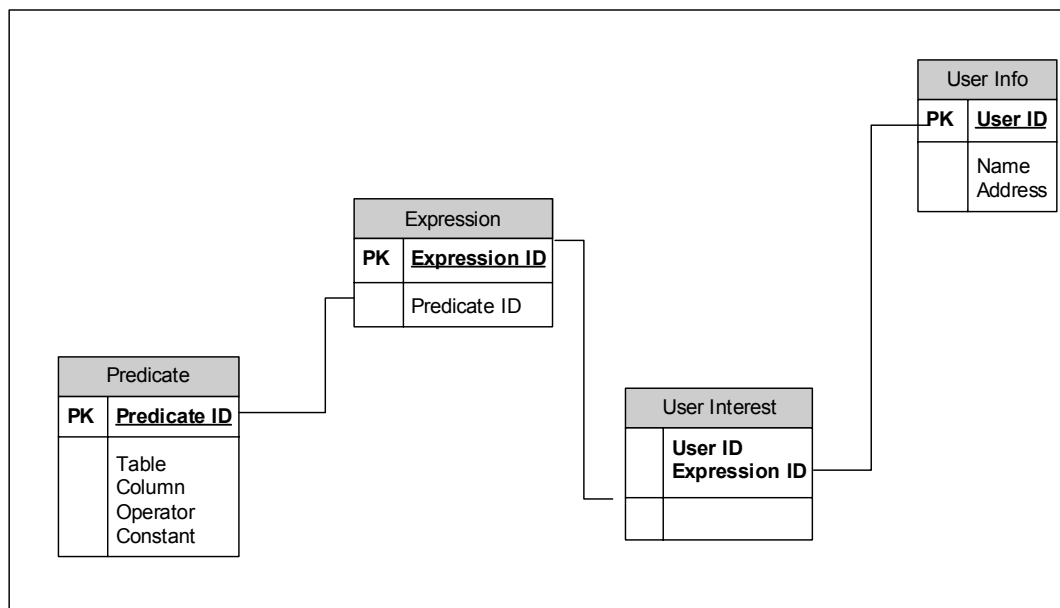 User Info
PK User ID
Name
Address
Expression
PK Expression ID
Predicate ID
Predicate
PK Predicate ID
Table
Column
Operator
Constant
User Interest
User ID
Expression ID